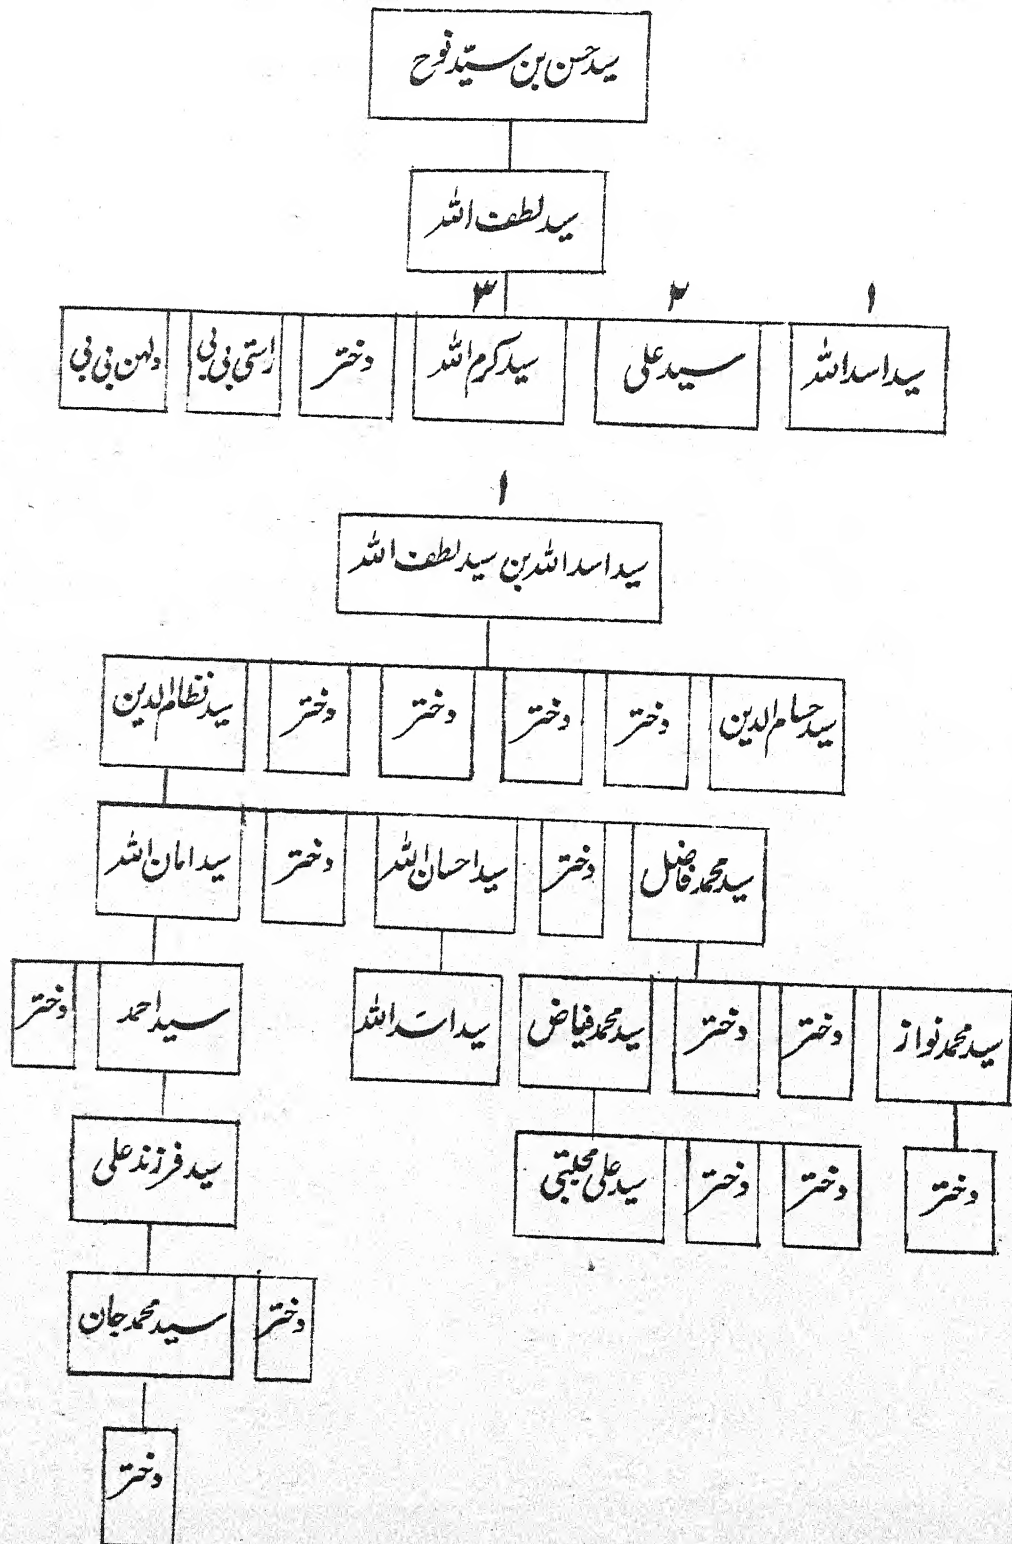 سید حسن بن سیّد نوح
سید لطف اللہ
۱ ۲ ۳
سید اسد اللہ سید علی سید کرم اللہ دختر راستی بی بی دلہن بی بی
۱
سید اسد اللہ بن سید لطف اللہ
سید حسام الدین دختر دختر دختر دختر سید نظام الدین
سید محمد فاضل دختر سید احسان اللہ دختر سید امان اللہ
سید محمد نواز دختر دختر سید محمد فیاض سید اسد اللہ سید احمد دختر
دختر دختر دختر سید علی مجتبیٰ سید فرزند علی
دختر سید محمد جان
دختر